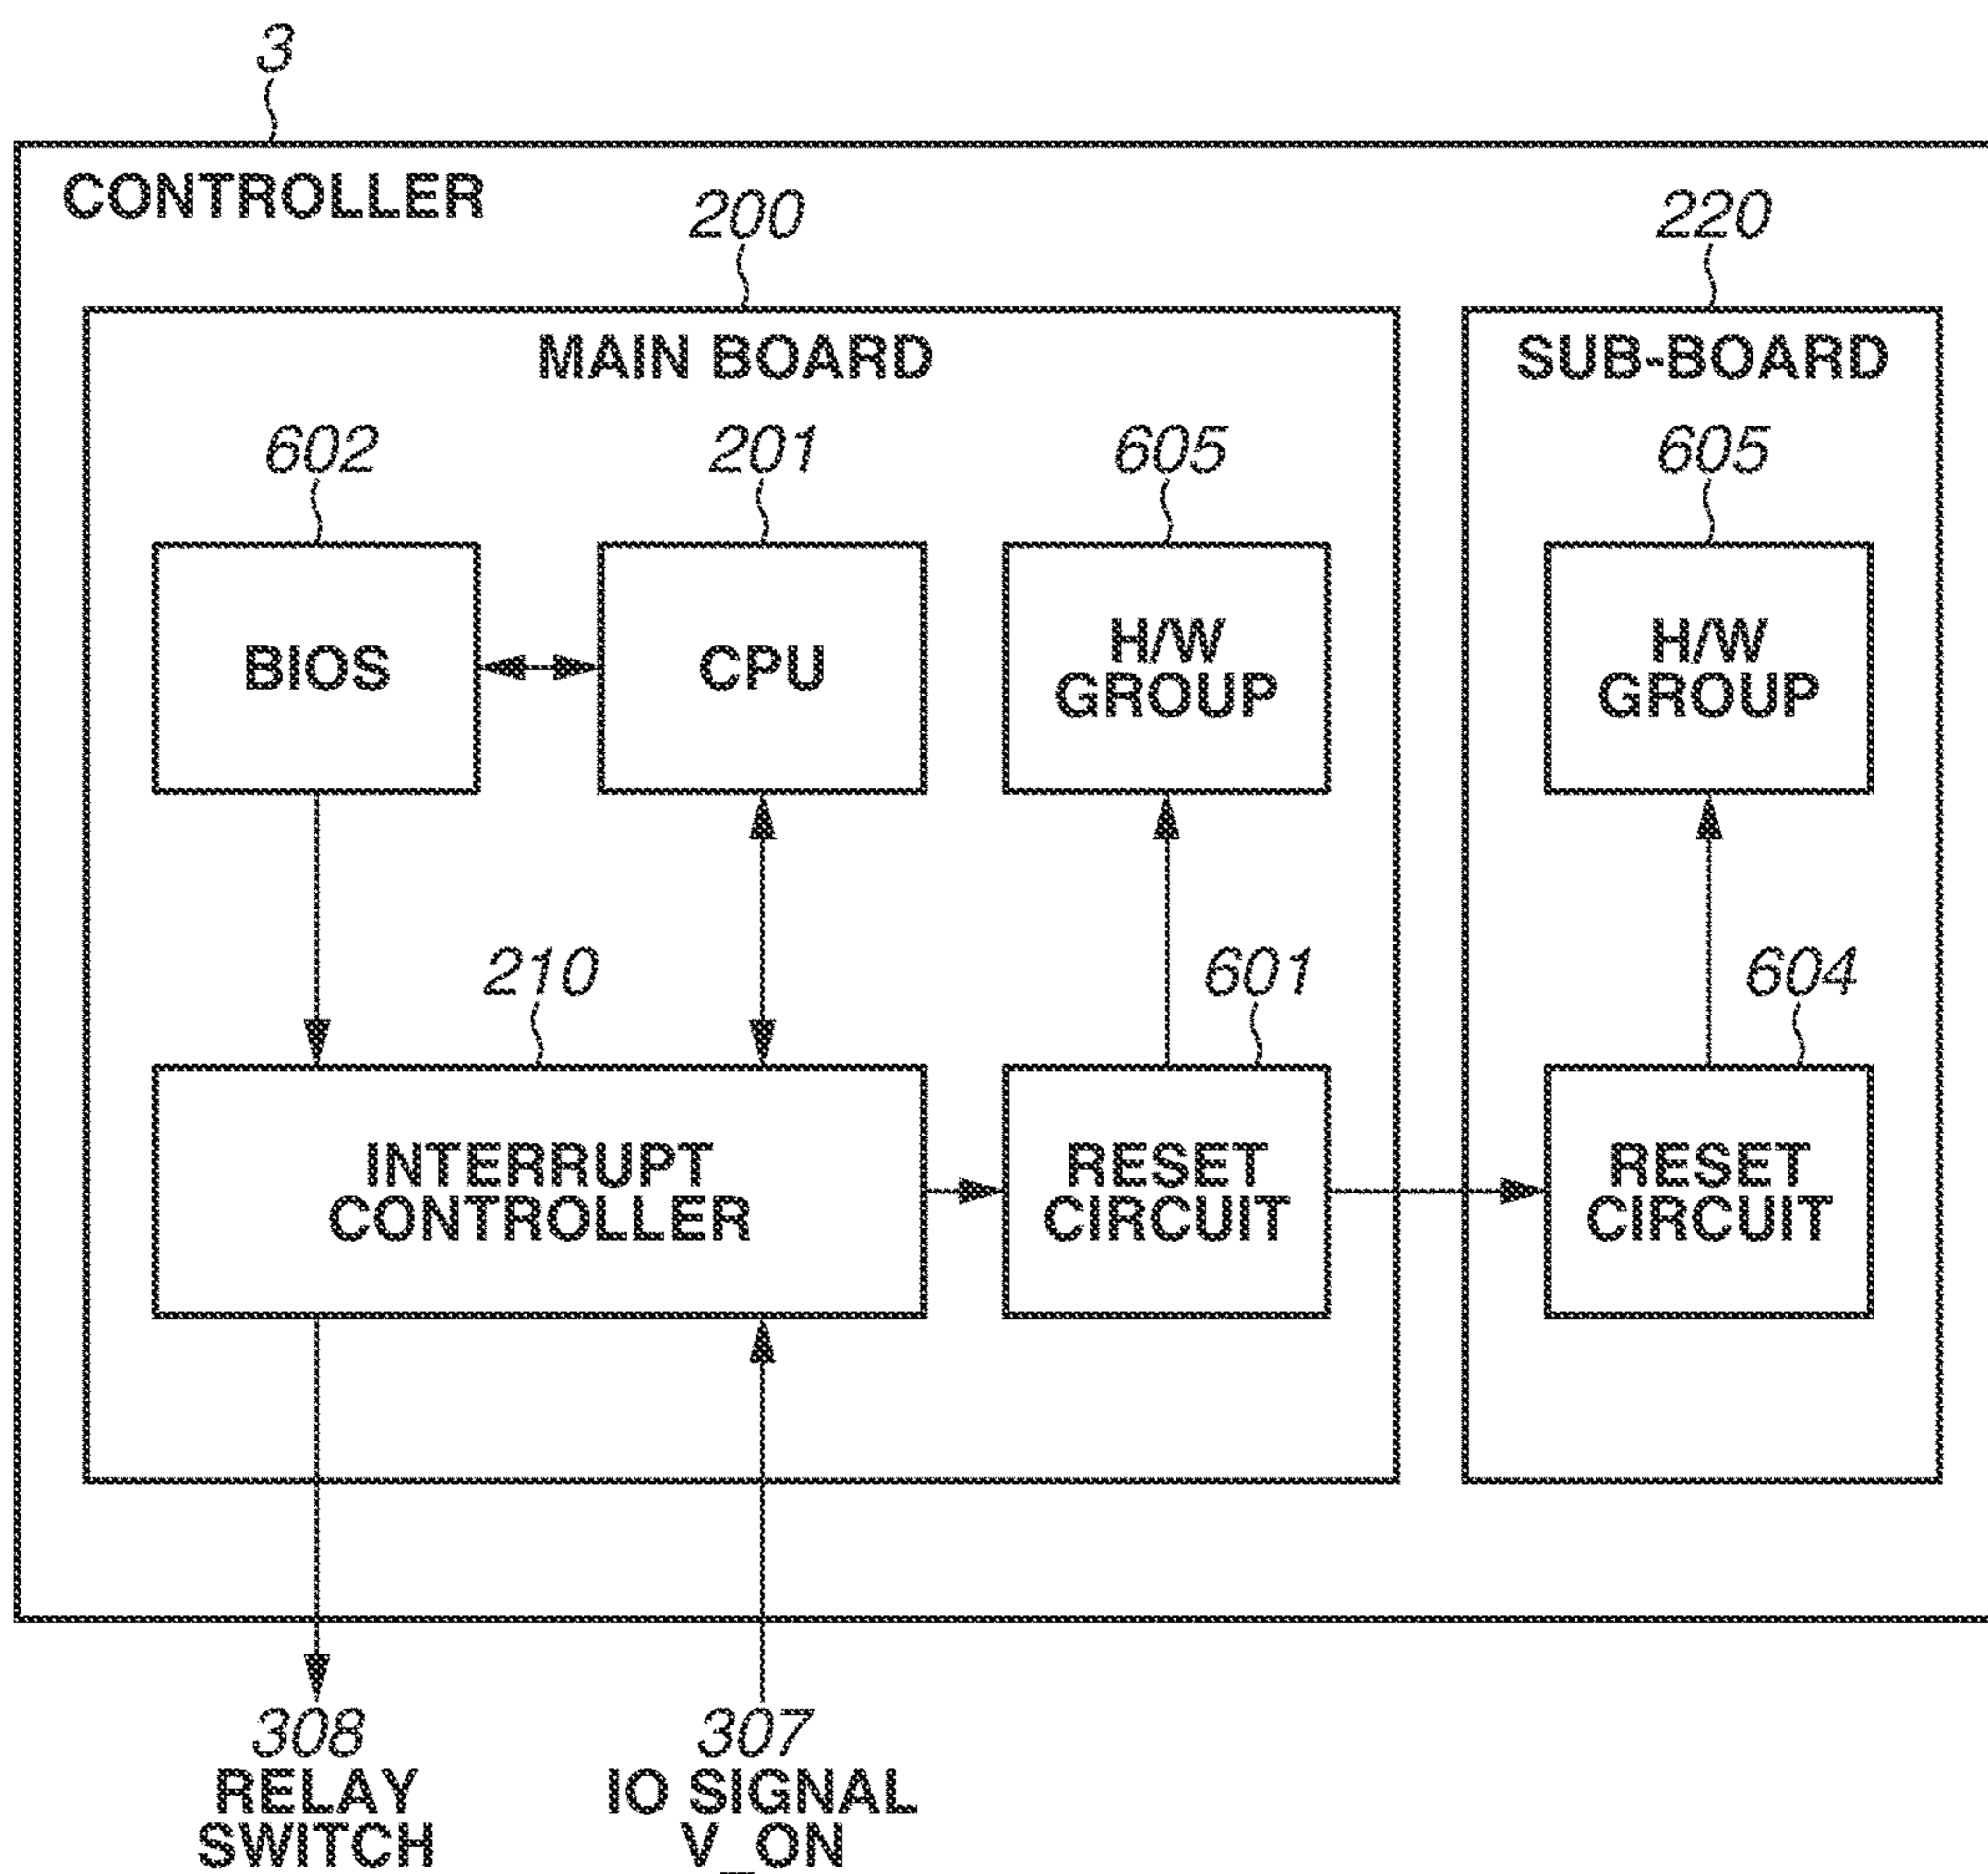 3
CONTROLLER
200
220
MAIN BOARD
SUB-BOARD
602
201
605
605
BIOS
CPU
H/W
GROUP
H/W
GROUP
210
601
604
INTERRUPT
CONTROLLER
RESET
CIRCUIT
RESET
CIRCUIT
308
RELAY
SWITCH
307
IO SIGNAL
V_ON